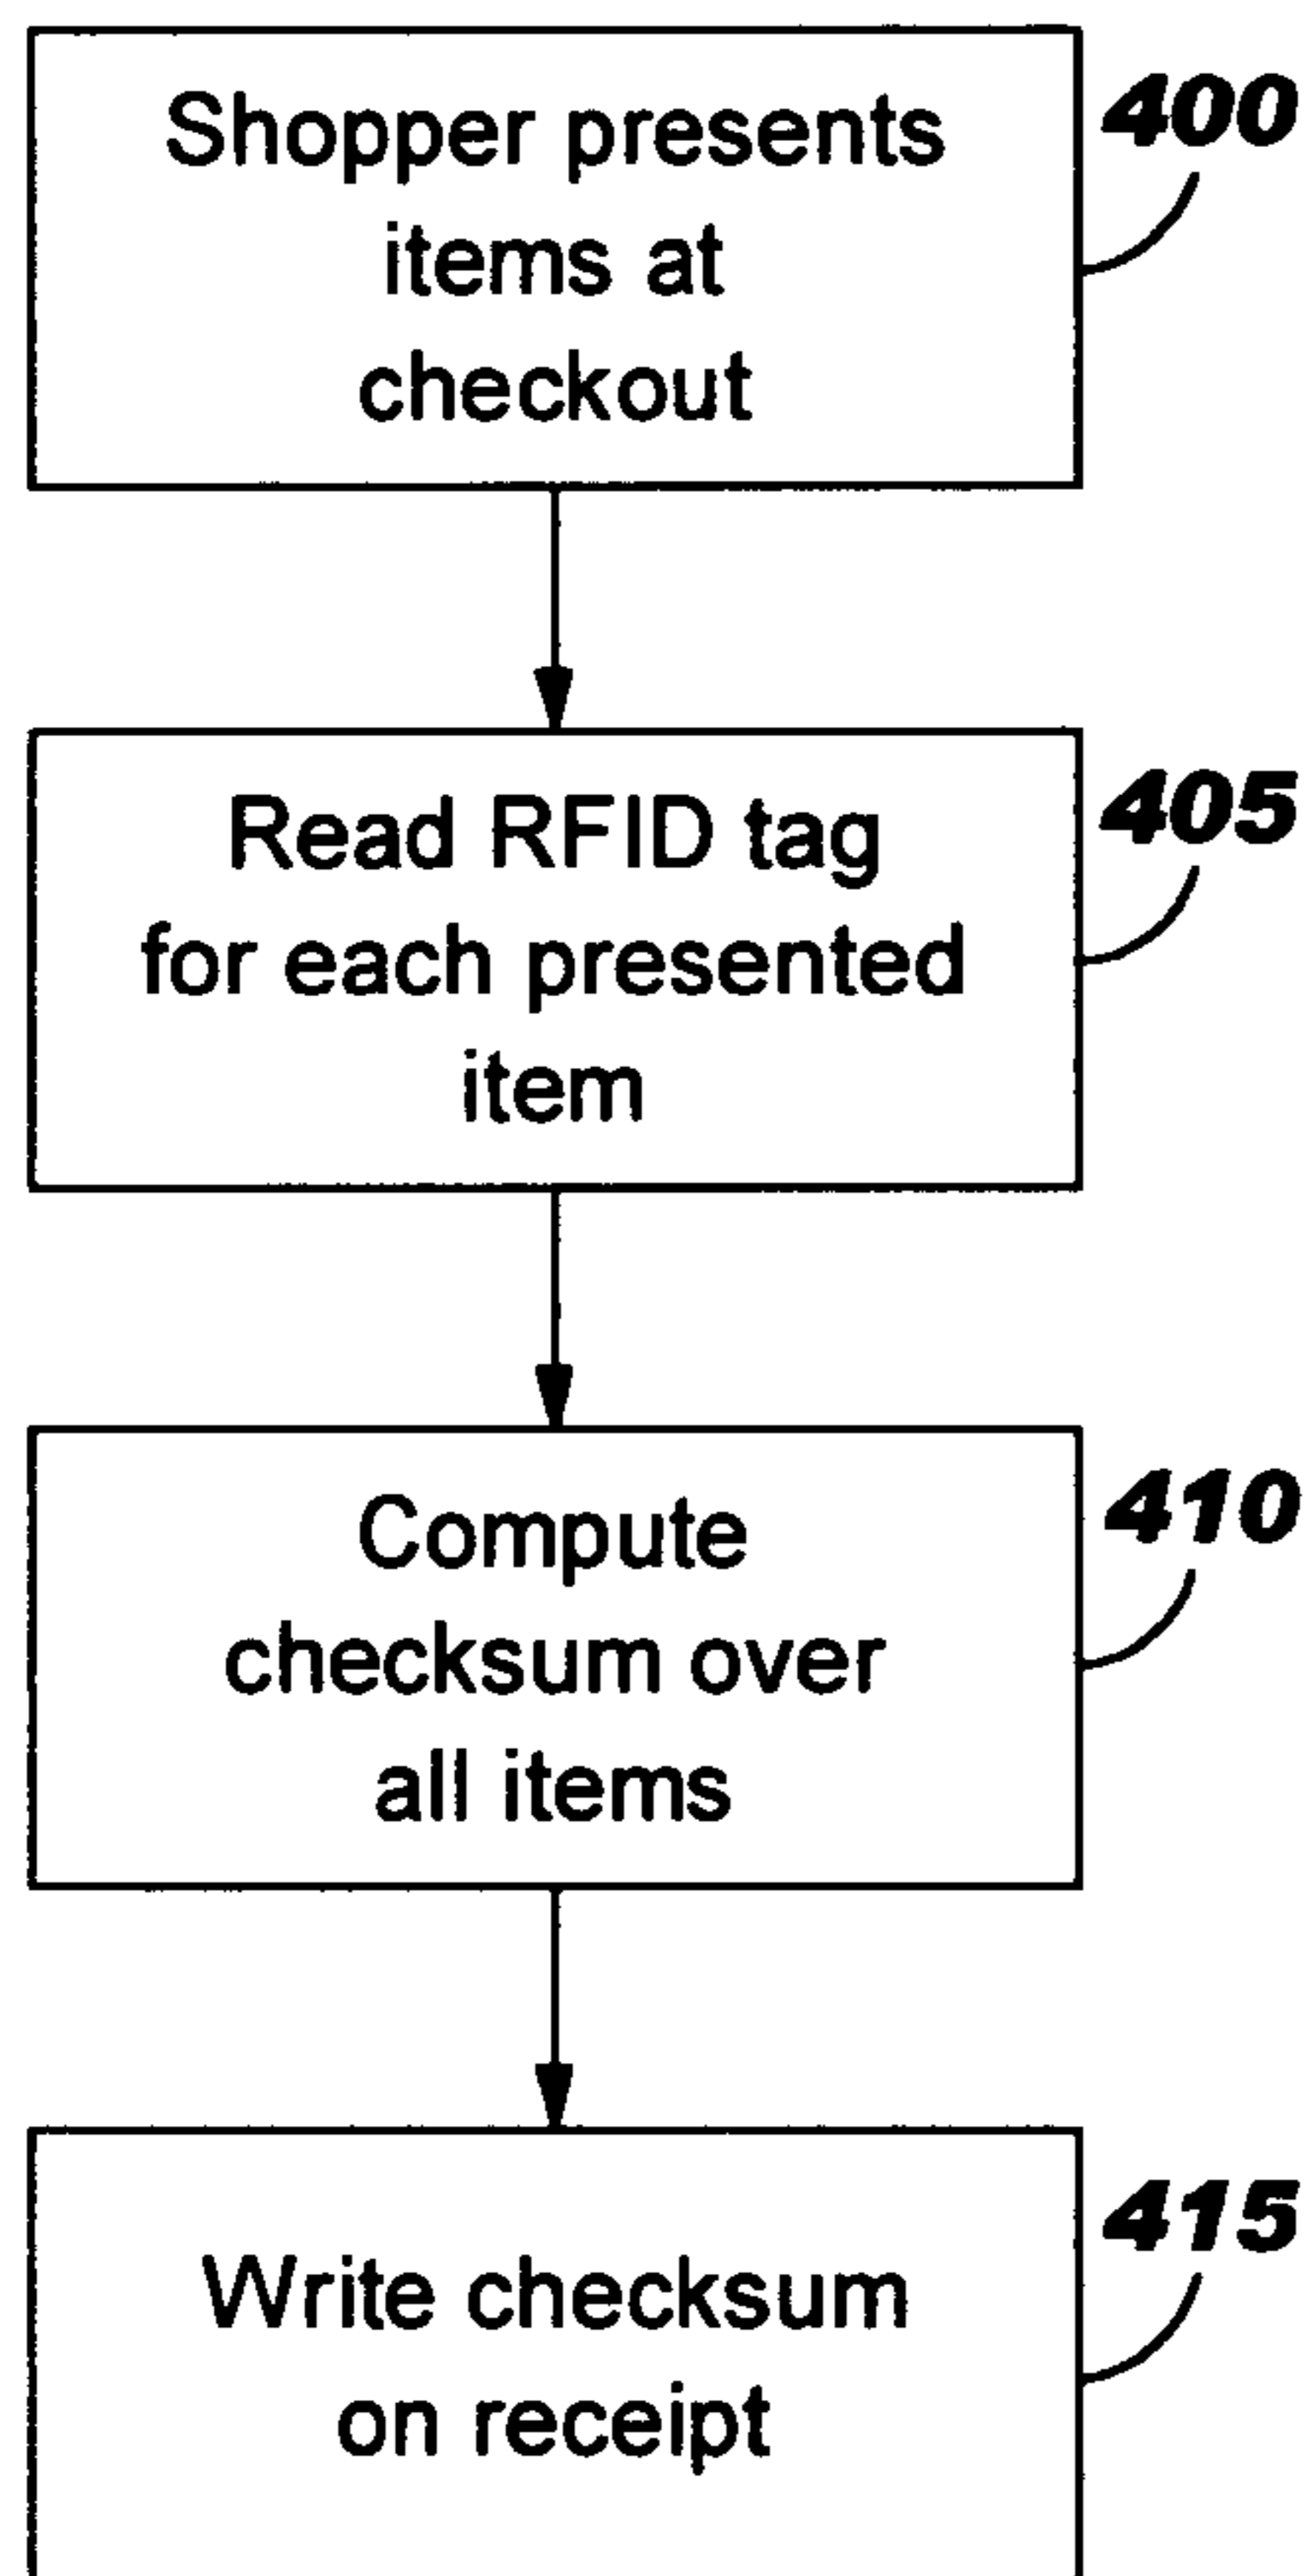 Shopper presents
items at
checkout
400
Read RFID tag
for each presented
item
405
Compute
checksum over
all items
410
Write checksum
on receipt
415